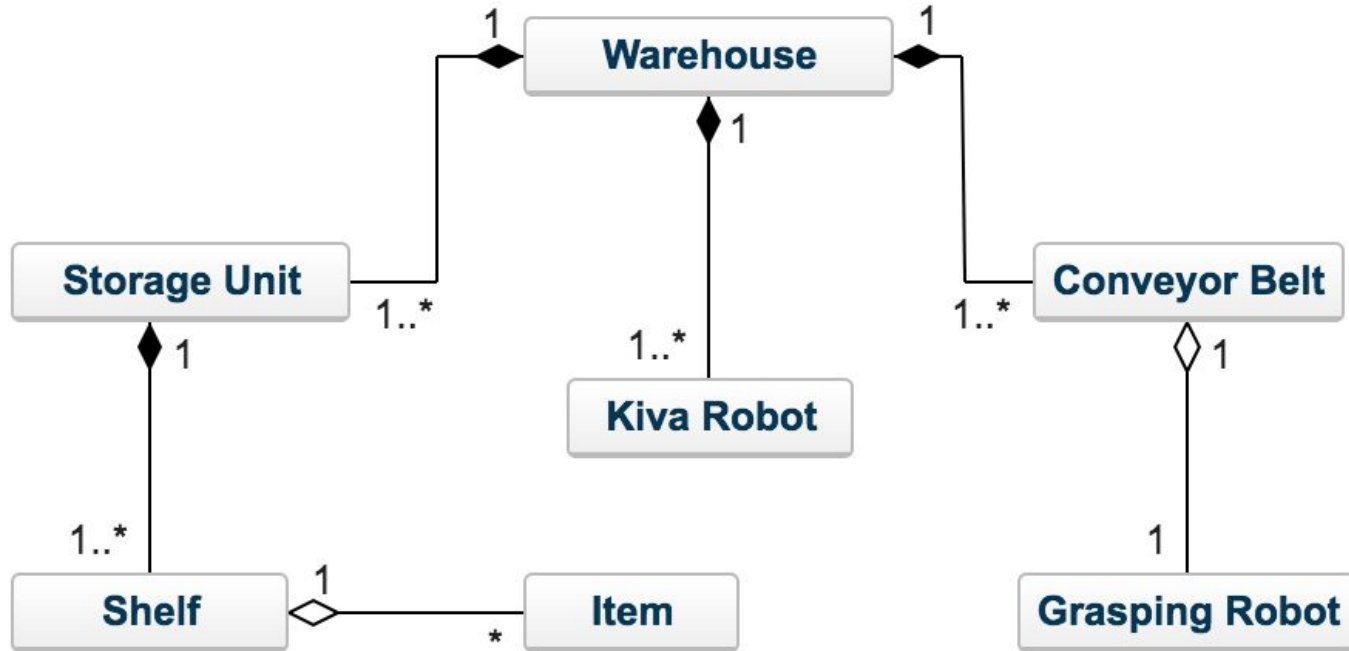 1
Warehouse
1
1
Storage Unit
1..*
1..*
Conveyor Belt
1
1
1..*
Kiva Robot
1..*
1
1
Shelf
*
Item
Grasping Robot